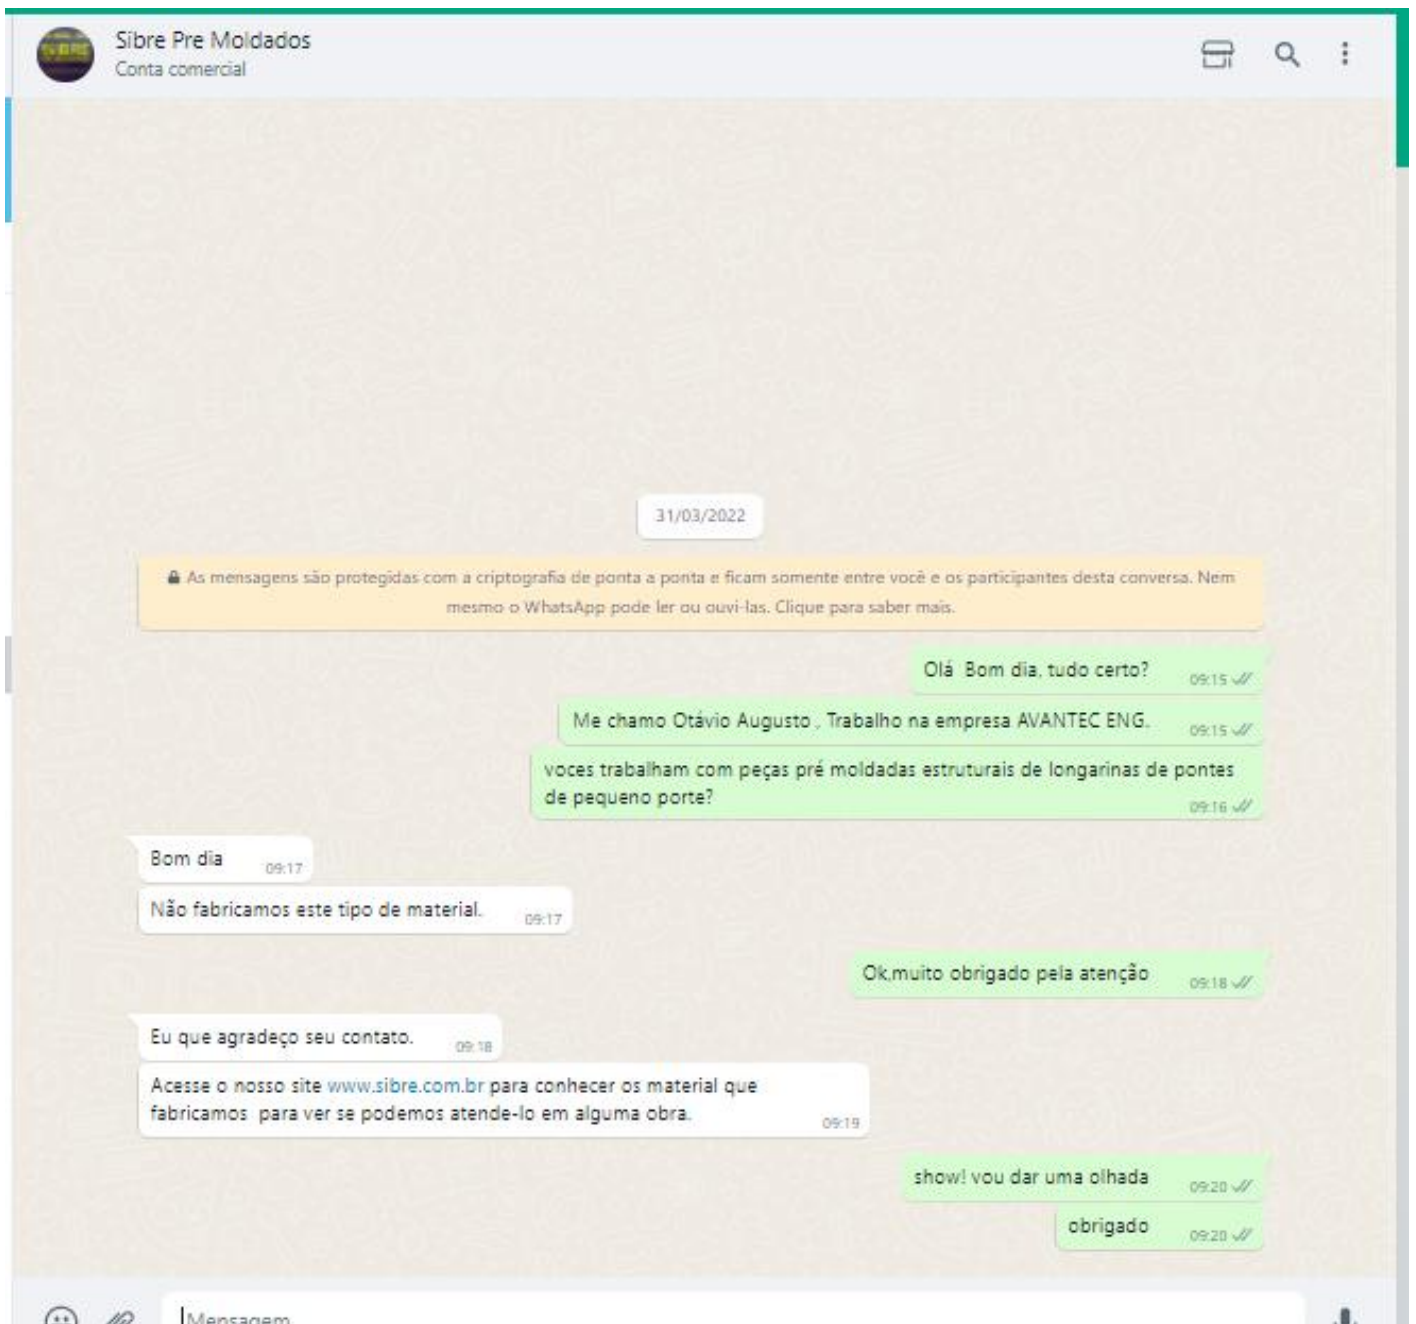 Sibre Pre Moldados
Conta comercial
31/03/2022
As mensagens são protegidas com a criptografia de ponta a ponta e ficam somente entre você e os participantes desta conversa. Nem
mesmo o WhatsApp pode ler ou ouvi-las. Clique para saber mais.
Olá  Bom dia, tudo certo? 09:15
Me chamo Otávio Augusto , Trabalho na empresa AVANTEC ENG. 09:15
voces trabalham com peças pré moldadas estruturais de longarinas de pontes
de pequeno porte? 09:16
Bom dia 09:17
Não fabricamos este tipo de material. 09:17
Ok,muito obrigado pela atenção 09:18
Eu que agradeço seu contato. 09:18
Acesse o nosso site www.sibre.com.br para conhecer os material que
fabricamos  para ver se podemos atende-lo em alguma obra. 09:19
show! vou dar uma olhada 09:20
obrigado 09:20
Mensagem